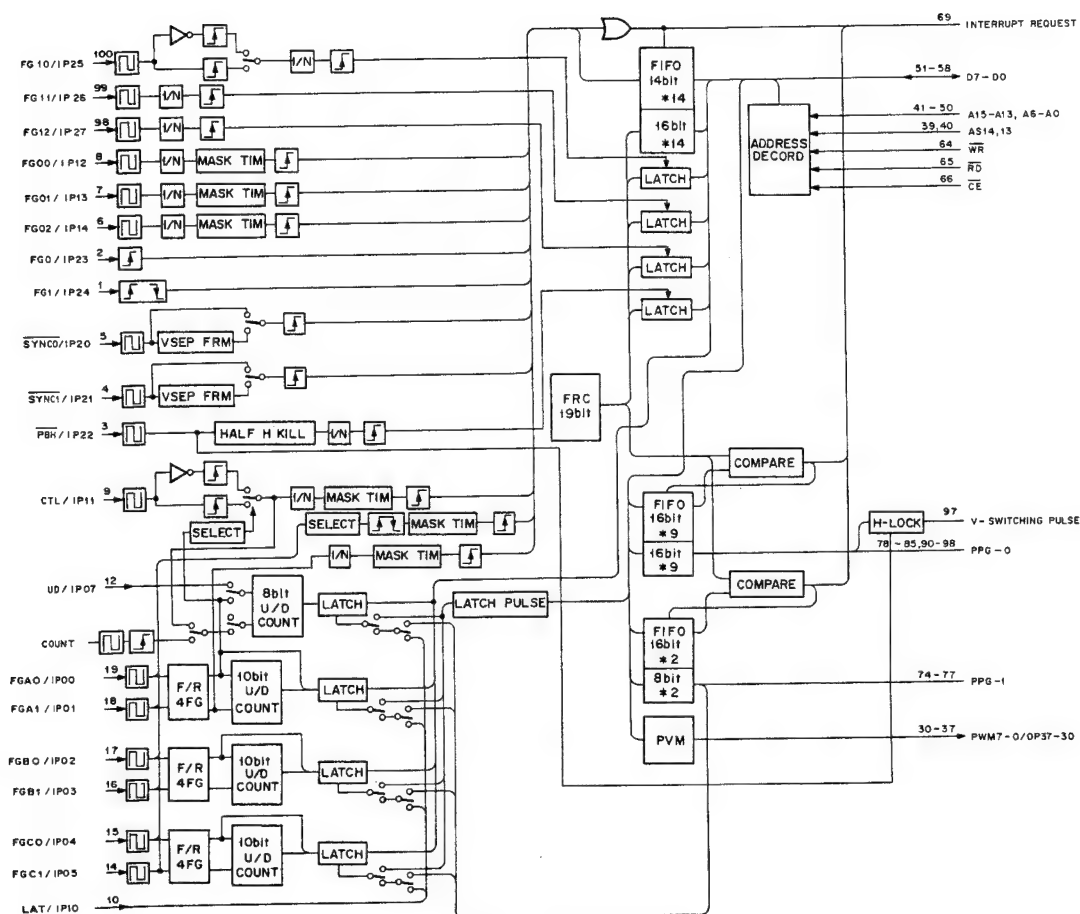 69 INTERRUPT REQUEST
100
FG10/IP25
1/N
FIFO
14bit
*14
16bit
*14
51-58 D7-D0
99
FG11/IP26
1/N
98
FG12/IP27
1/N
41-50 A15-A13, A6-A0
39,40 AS14,13
64 WR
65 RD
66 CE
ADDRESS
DECORD
8
FG00/IP12
1/N MASK TIM
LATCH
7
FG01/IP13
1/N MASK TIM
6
FG02/IP14
1/N MASK TIM
LATCH
2
FG0/IP23
LATCH
1
FG1/IP24
LATCH
5
SYNC0/IP20
VSEP FRM
4
SYNC1/IP21
VSEP FRM
FRC
19bit
3
PBH/IP22
HALF H KILL 1/N
COMPARE
9
CTL/IP11
1/N MASK TIM
SELECT
SELECT MASK TIM
1/N MASK TIM
FIFO
16bit
*9
16bit
*9
H-LOCK
97 V-SWITCHING PULSE
78-85,90-98 PPG-0
COMPARE
12
UD/IP07
8bit
U/D
COUNT
LATCH
LATCH PULSE
COUNT
FIFO
16bit
*2
8bit
*2
74-77 PPG-1
19
FGA0/IP00
18
FGA1/IP01
F/R
4FG
10bit
U/D
COUNT
LATCH
PVM
30-37 PWM7-0/OP37-30
17
FGB0/IP02
16
FGB1/IP03
F/R
4FG
10bit
U/D
COUNT
LATCH
15
FGC0/IP04
14
FGC1/IP05
F/R
4FG
10bit
U/D
COUNT
LATCH
10
LAT/IP10